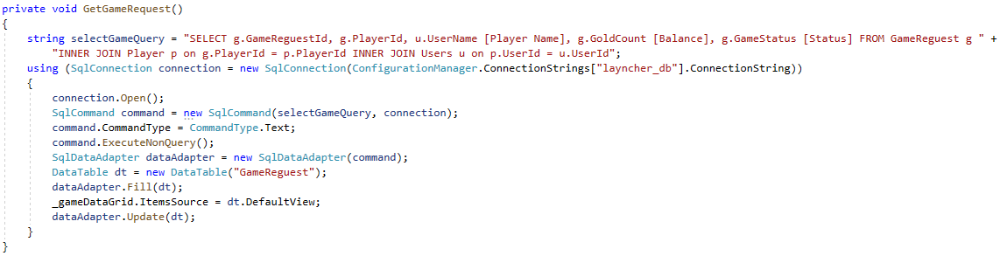 private void GetGameRequest()
{
string selectGameQuery = "SELECT g.GameReguestId, g.PlayerId, u.UserName [Player Name], g.GoldCount [Balance], g.GameStatus [Status] FROM GameReguest g " +
"INNER JOIN Player p on g.PlayerId = p.PlayerId INNER JOIN Users u on p.UserId = u.UserId";
using (SqlConnection connection = new SqlConnection(ConfigurationManager.ConnectionStrings["layncher_db"].ConnectionString))
{
connection.Open();
SqlCommand command = new SqlCommand(selectGameQuery, connection);
command.CommandType = CommandType.Text;
command.ExecuteNonQuery();
SqlDataAdapter dataAdapter = new SqlDataAdapter(command);
DataTable dt = new DataTable("GameReguest");
dataAdapter.Fill(dt);
_gameDataGrid.ItemsSource = dt.DefaultView;
dataAdapter.Update(dt);
}
}